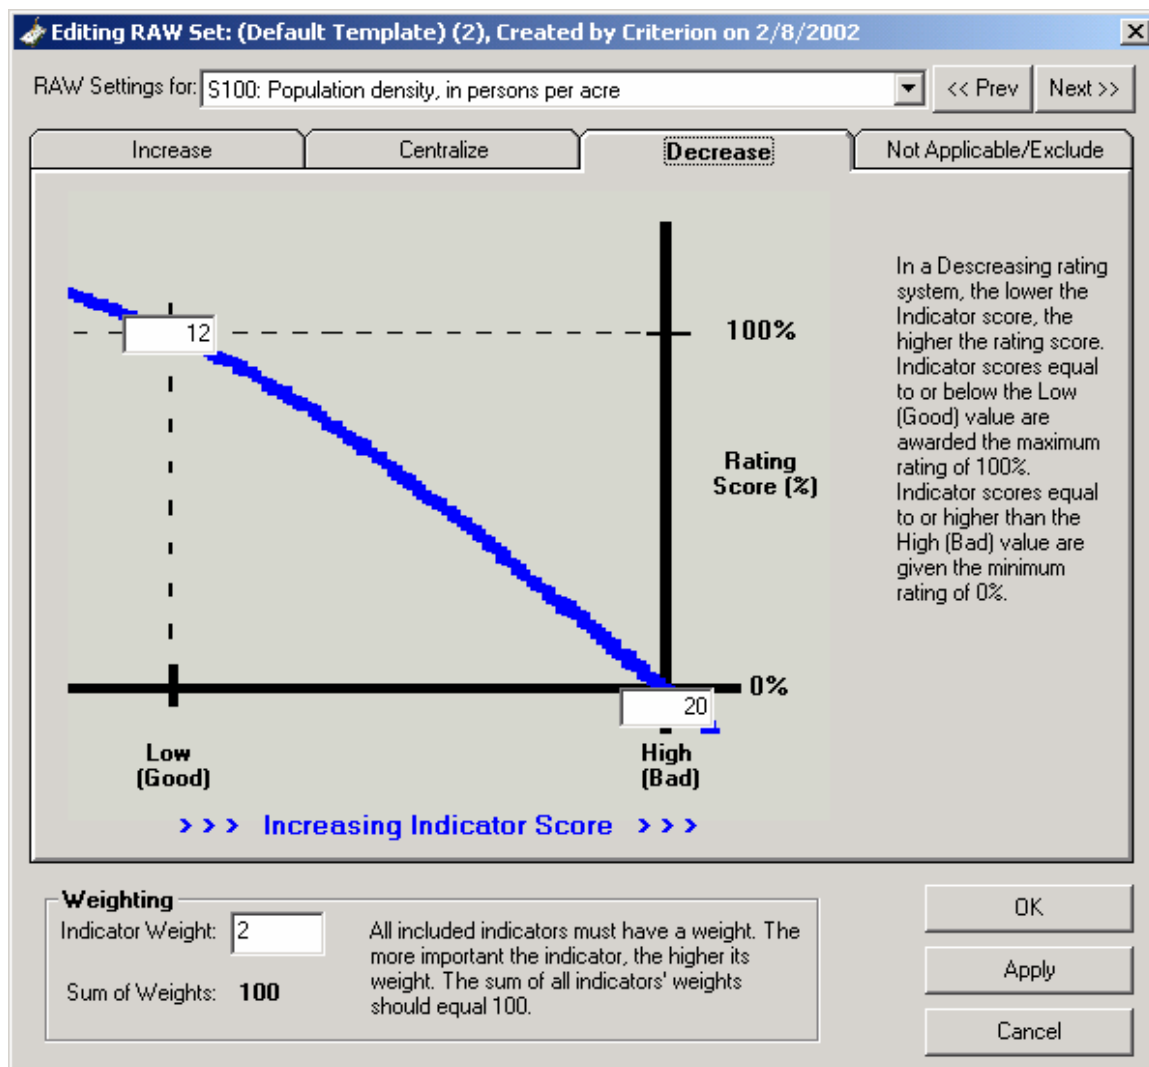 Editing RAW Set: (Default Template) (2), Created by Criterion on 2/8/2002
RAW Settings for: S100: Population density, in persons per acre << Prev Next >>
Increase Centralize Decrease Not Applicable/Exclude
12
100%
Rating
Score (%)
0%
20
Low
(Good)
High
(Bad)
> > > Increasing Indicator Score > > >
In a Descreasing rating
system, the lower the
Indicator score, the
higher the rating score.
Indicator scores equal
to or below the Low
(Good) value are
awarded the maximum
rating of 100%.
Indicator scores equal
to or higher than the
High (Bad) value are
given the minimum
rating of 0%.
Weighting
Indicator Weight: 2
Sum of Weights: 100
All included indicators must have a weight. The
more important the indicator, the higher its
weight. The sum of all indicators' weights
should equal 100.
OK
Apply
Cancel